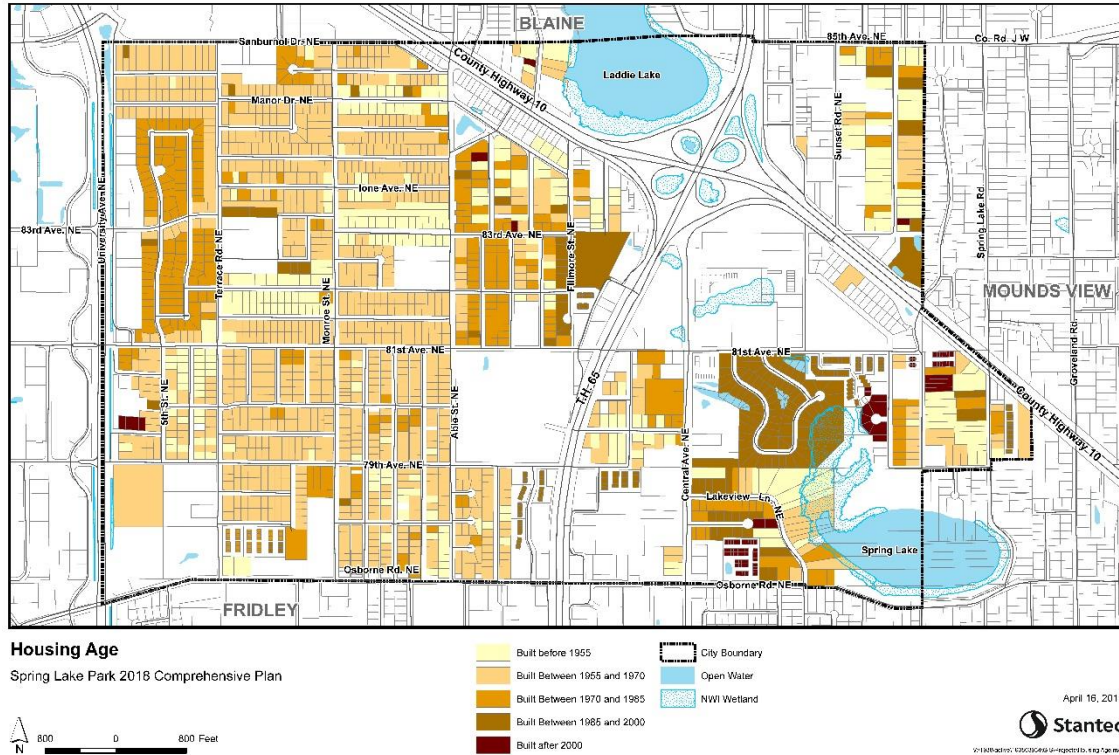 BLAINE
Sanburnol Dr. NE
85th Ave. NE
Co. Rd. J W
County Highway 10
Laddie Lake
Manor Dr. NE
Sunset Rd. NE
University Ave. NE
Ione Ave. NE
Spring Lake Rd
83rd Ave. NE
83rd Ave. NE
Terrace Rd. NE
Fillmore St. NE
MOUNDS VIEW
Monroe St. NE
Groveland Rd
81st Ave. NE
81st Ave. NE
T.H. 65
5th St. NE
Able St. NE
County Highway 10
79th Ave. NE
Central Ave. NE
Lakeview Ln. NE
Spring Lake
Osborne Rd. NE
Osborne Rd. NE
FRIDLEY
Housing Age
Spring Lake Park 2018 Comprehensive Plan
Built before 1955
Built Between 1955 and 1970
Built Between 1970 and 1985
Built Between 1985 and 2000
Built after 2000
City Boundary
Open Water
NWI Wetland
April 16, 201
N
800 0 800 Feet
Stantec